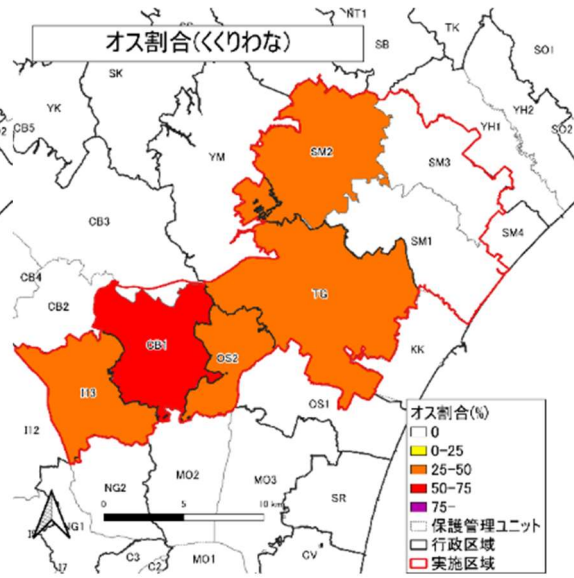 オス割合(くくりわな)
NT1
TK
SB
SO1
SK
YK
YH2
YH1
SO2
CB5
YM
SM2
SM3
CB3
SM4
SM1
CB4
CB2
TG
CB1
OS2
KK
I13
OS1
I12
NG2
MO2
MO3
SR
NG1
C3
C2
MO1
CV
I7
0 5 10 km
オス割合(%)
0
0-25
25-50
50-75
75-
保護管理ユニット
行政区域
実施区域